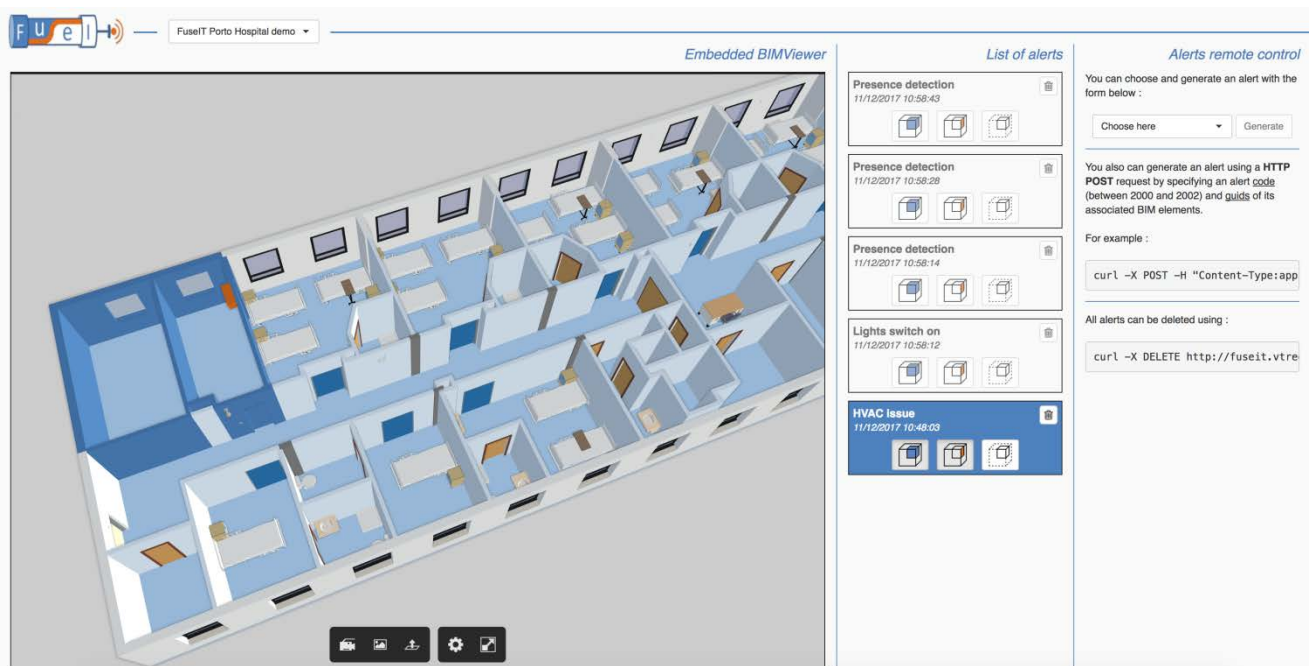 FUSEI
FuseIT Porto Hospital demo
Embedded BIMViewer
List of alerts
Presence detection
11/12/2017 10:58:43
Presence detection
11/12/2017 10:58:28
Presence detection
11/12/2017 10:58:14
Lights switch on
11/12/2017 10:58:12
HVAC Issue
11/12/2017 10:48:03
Alerts remote control
You can choose and generate an alert with the
form below :
Choose here
Generate
You also can generate an alert using a HTTP
POST request by specifying an alert code
(between 2000 and 2002) and guids of its
associated BIM elements.
For example :
curl -X POST -H "Content-Type:app
All alerts can be deleted using :
curl -X DELETE http://fuseit.vtre